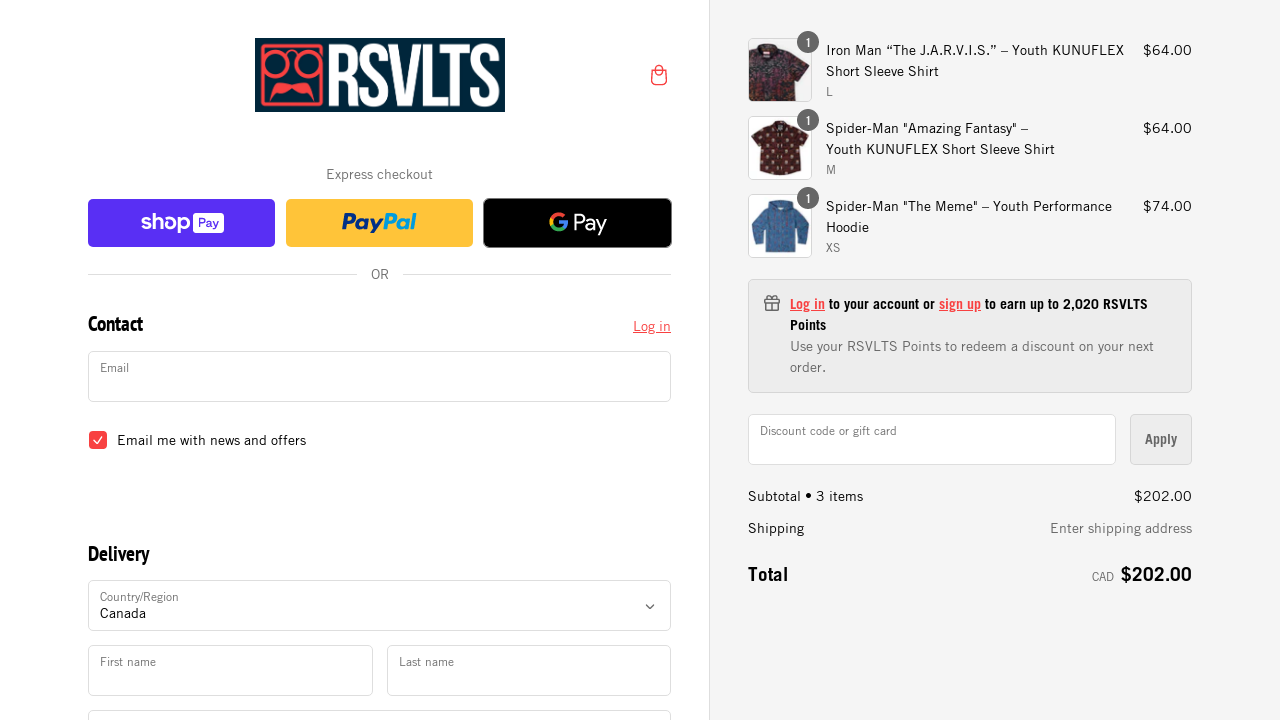 RSVLTS
Express checkout
shop Pay
PayPal
G Pay
OR
Contact
Log in
Email
Email me with news and offers
Delivery
Country/Region
Canada
First name
Last name
1
Iron Man “The J.A.R.V.I.S.” – Youth KUNUFLEX
Short Sleeve Shirt
L
$64.00
1
Spider-Man "Amazing Fantasy" –
Youth KUNUFLEX Short Sleeve Shirt
M
$64.00
1
Spider-Man "The Meme" – Youth Performance
Hoodie
XS
$74.00
Log in to your account or sign up to earn up to 2,020 RSVLTS
Points
Use your RSVLTS Points to redeem a discount on your next
order.
Discount code or gift card
Apply
Subtotal • 3 items
$202.00
Shipping
Enter shipping address
Total
CAD $202.00